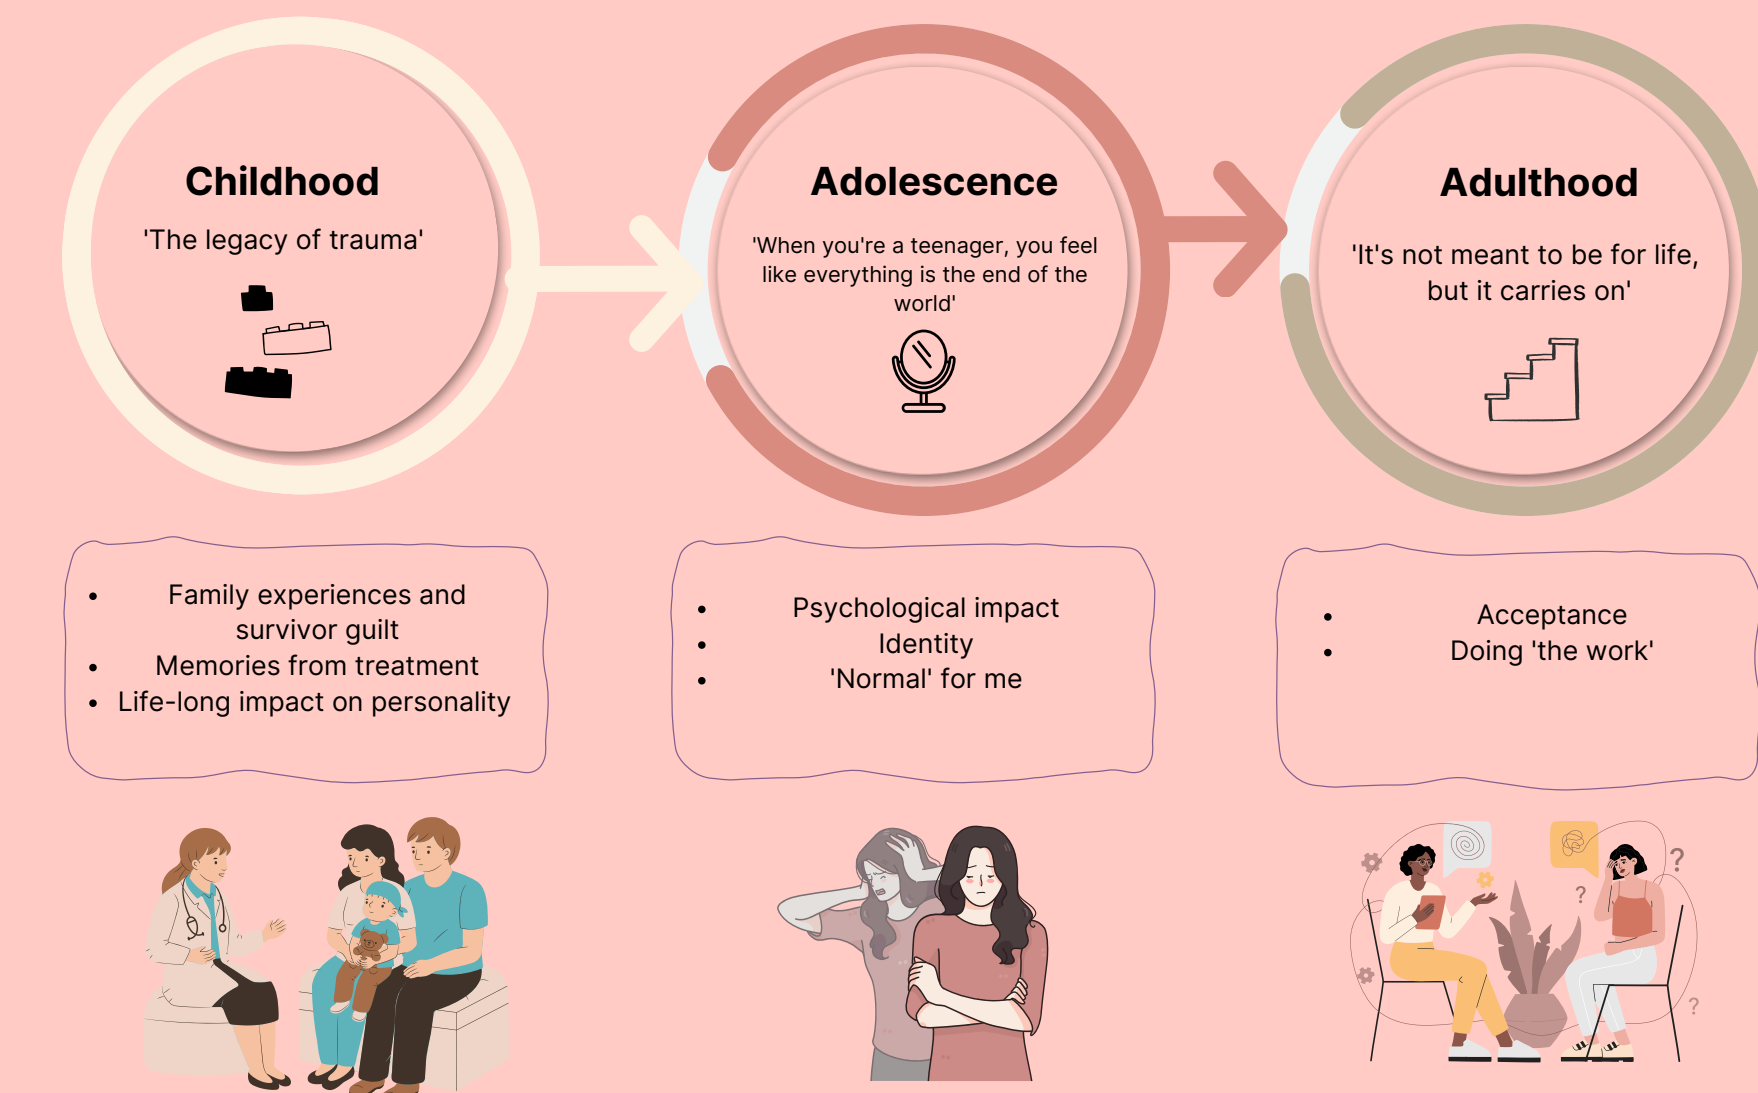 Childhood
'The legacy of trauma'
Adolescence
'When you're a teenager, you feel
like everything is the end of the
world'
Adulthood
'It's not meant to be for life,
but it carries on'
• Family experiences and
survivor guilt
• Memories from treatment
• Life-long impact on personality
• Psychological impact
• Identity
• 'Normal' for me
• Acceptance
• Doing 'the work'
?
?
?